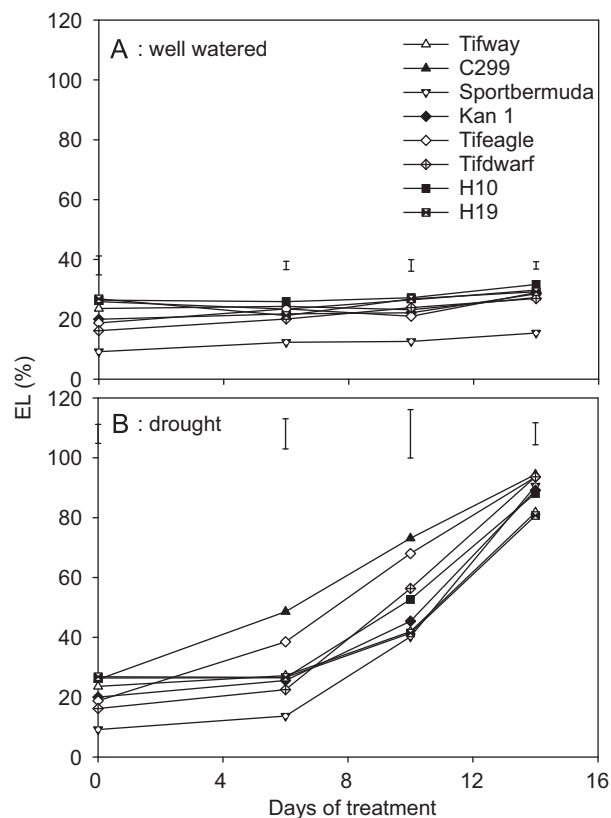 120
A : well watered
100
80
60
40
20
0
Tifway
C299
Sportbermuda
Kan 1
Tifeagle
Tifdwarf
H10
H19
EL (%)
120
B : drought
100
80
60
40
20
0
0 4 8 12 16
Days of treatment